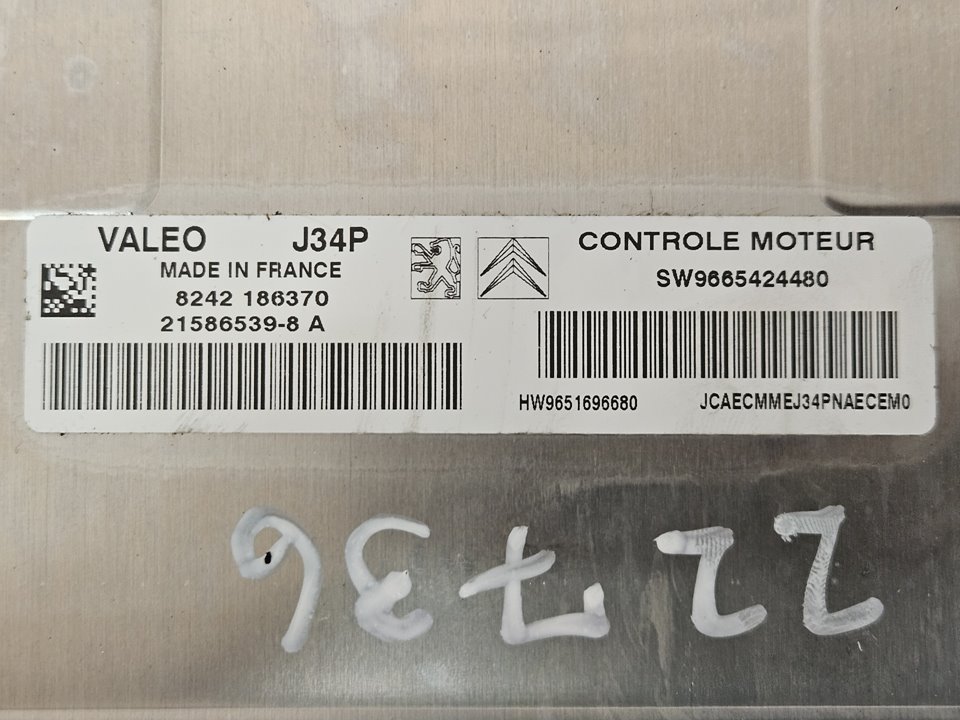 VALEO J34P
MADE IN FRANCE
8242 186370
21586539-8 A
CONTROLE MOTEUR
SW9665424480
HW9651696680 JCAECMMEJ34PNAECEM0
22736